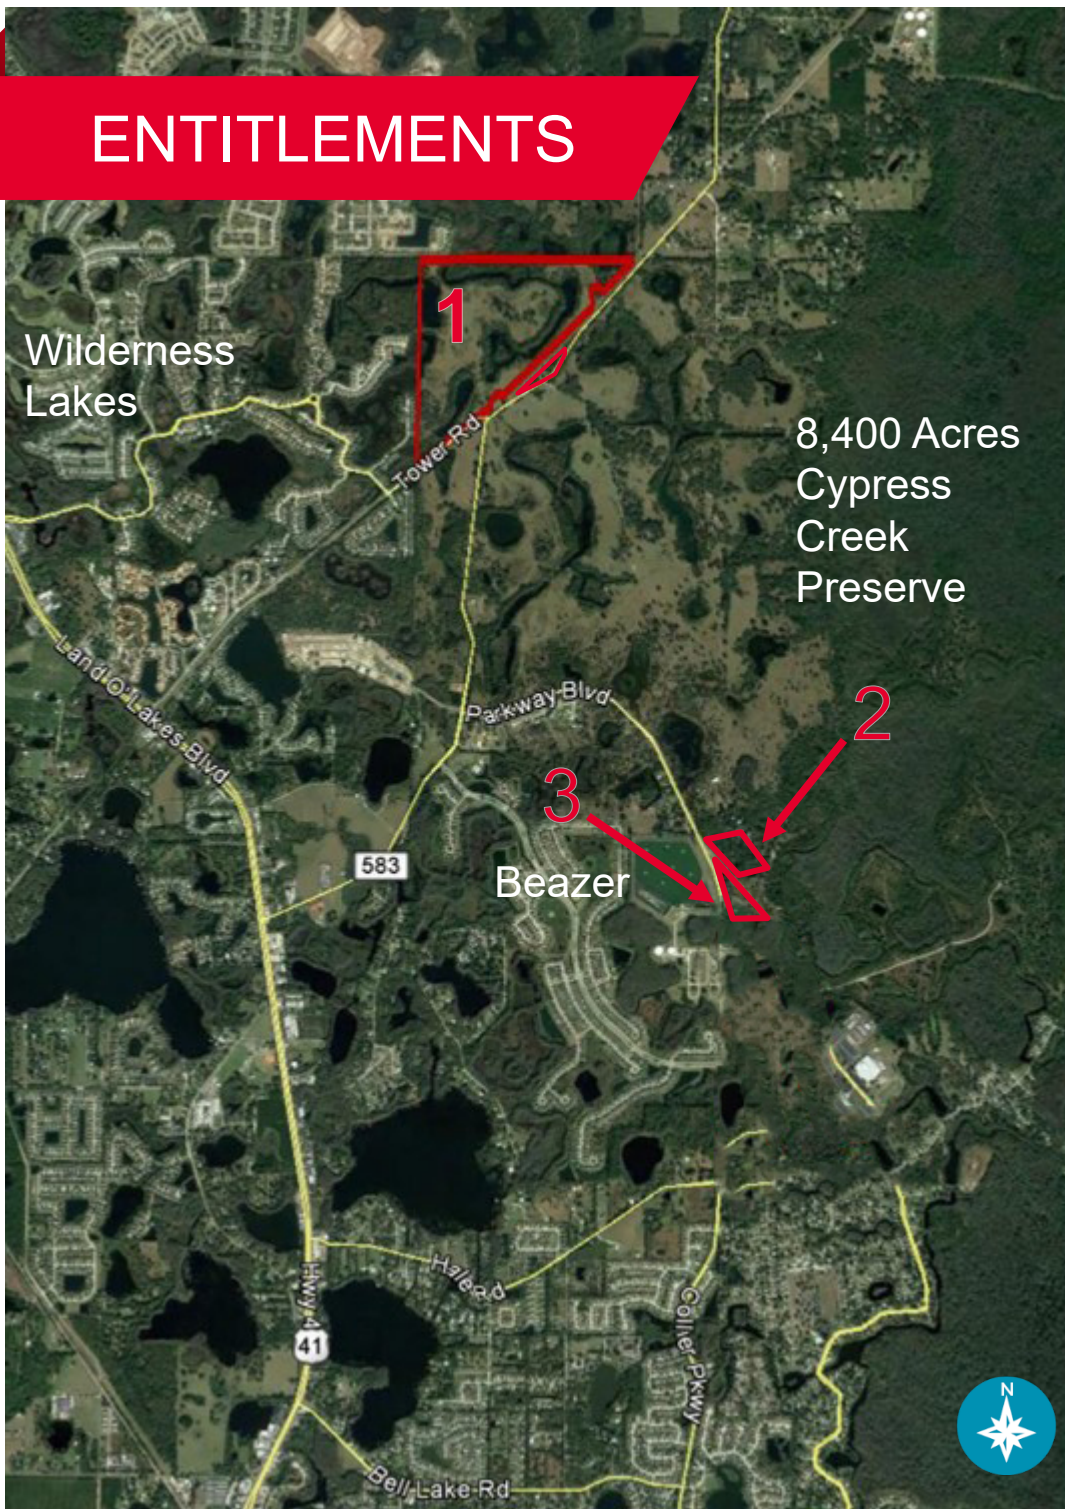 ENTITLEMENTS
1
Wilderness
Lakes
Tower Rd
8,400 Acres
Cypress
Creek
Preserve
Land O' Lakes Blvd
Parkway Blvd
2
3
583
Beazer
Hale Rd
Hwy 41
41
Collier Pkwy
Bell Lake Rd
N